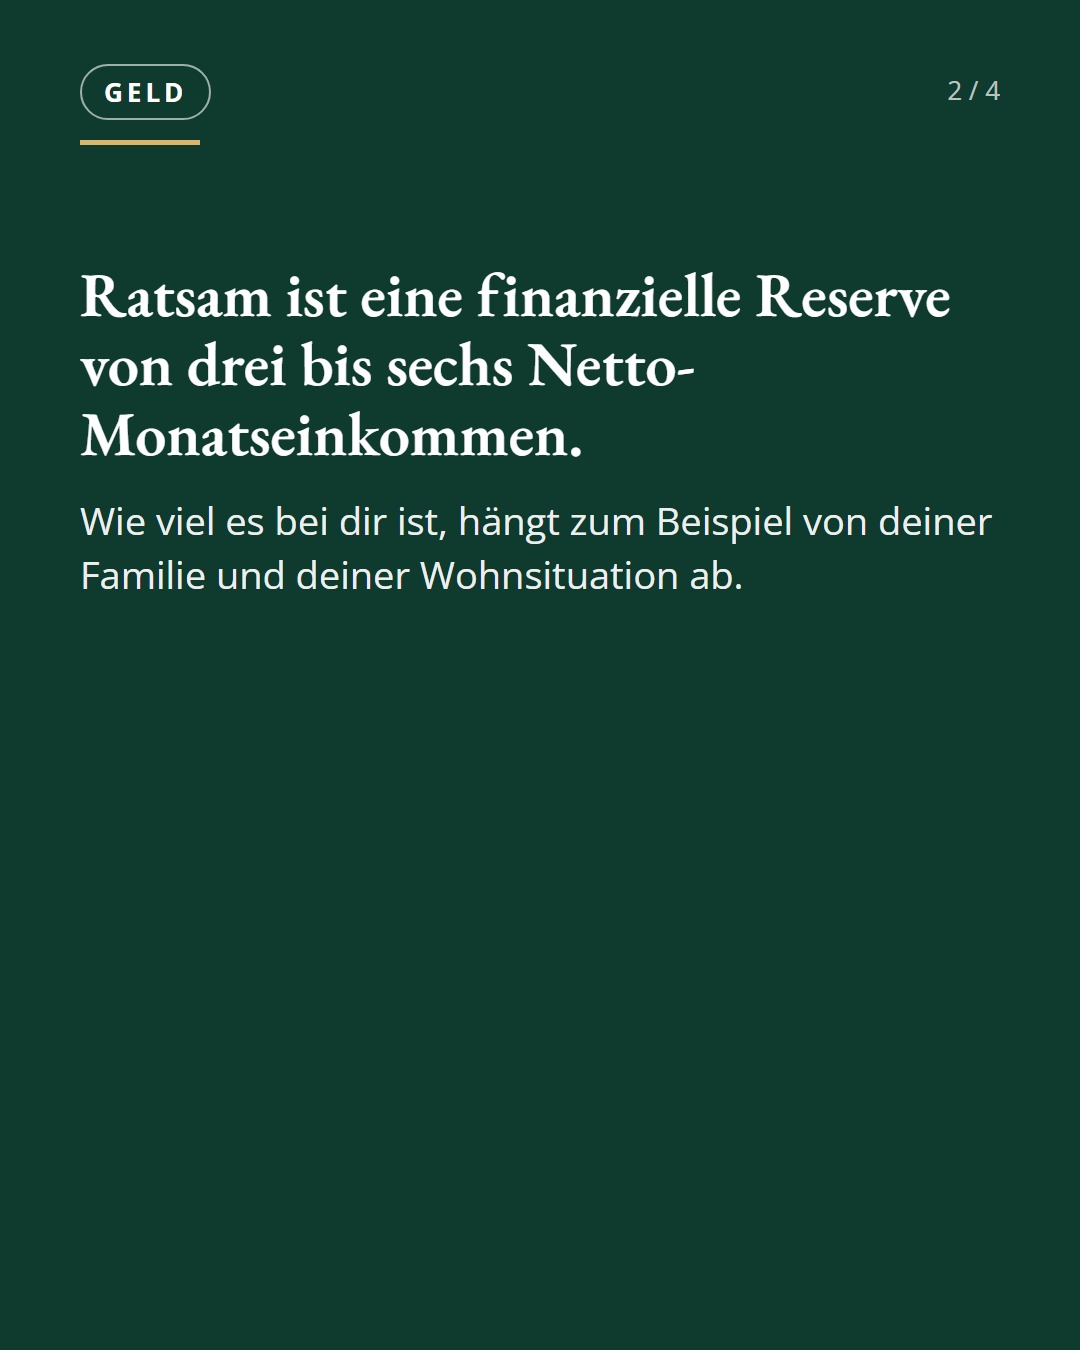 GELD
2 / 4
Ratsam ist eine finanzielle Reserve
von drei bis sechs Netto-
Monatseinkommen.
Wie viel es bei dir ist, hängt zum Beispiel von deiner
Familie und deiner Wohnsituation ab.